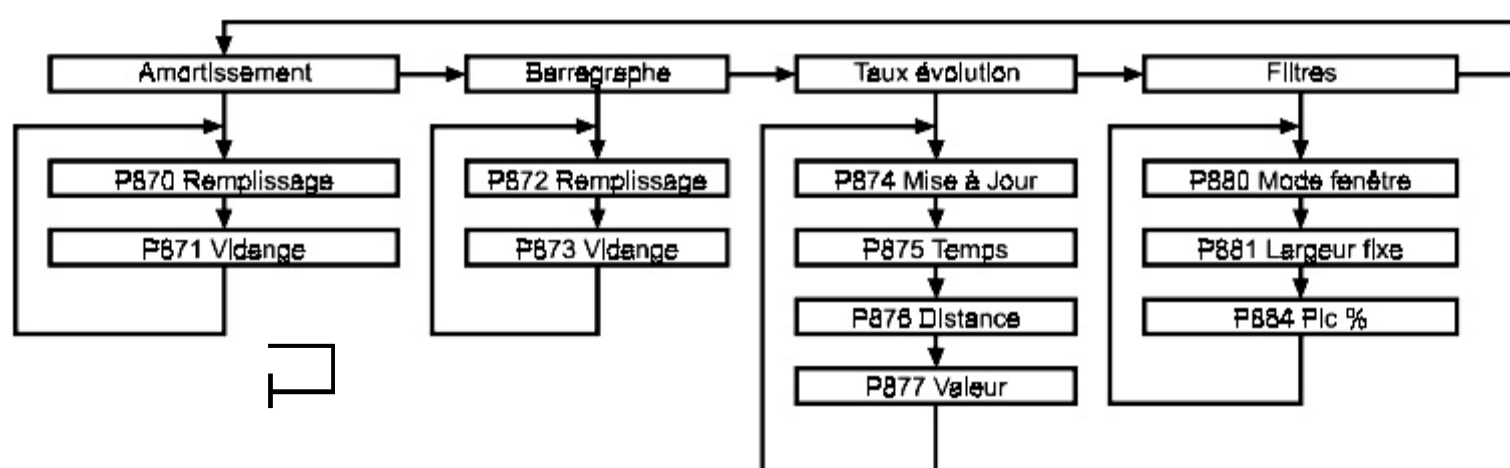 Amortissement
Barregraphe
Taux évolution
Filtres
P870 Remplissage
P872 Remplissage
P874 Mise à Jour
P880 Mode fenêtre
P871 Vidange
P873 Vidange
P875 Temps
P881 Largeur fixe
P876 Distance
P884 Pic %
P877 Valeur